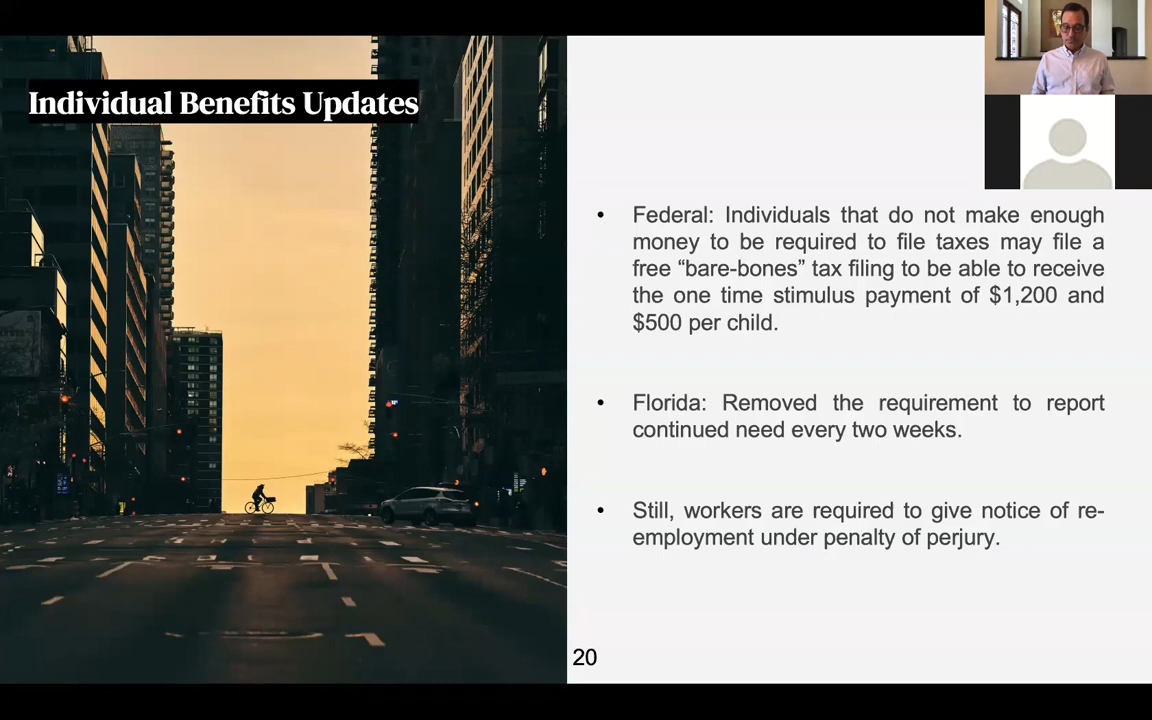 Individual Benefits Updates
• Federal: Individuals that do not make enough
money to be required to file taxes may file a
free “bare-bones” tax filing to be able to receive
the one time stimulus payment of $1,200 and
$500 per child.
• Florida: Removed the requirement to report
continued need every two weeks.
• Still, workers are required to give notice of re-
employment under penalty of perjury.
20